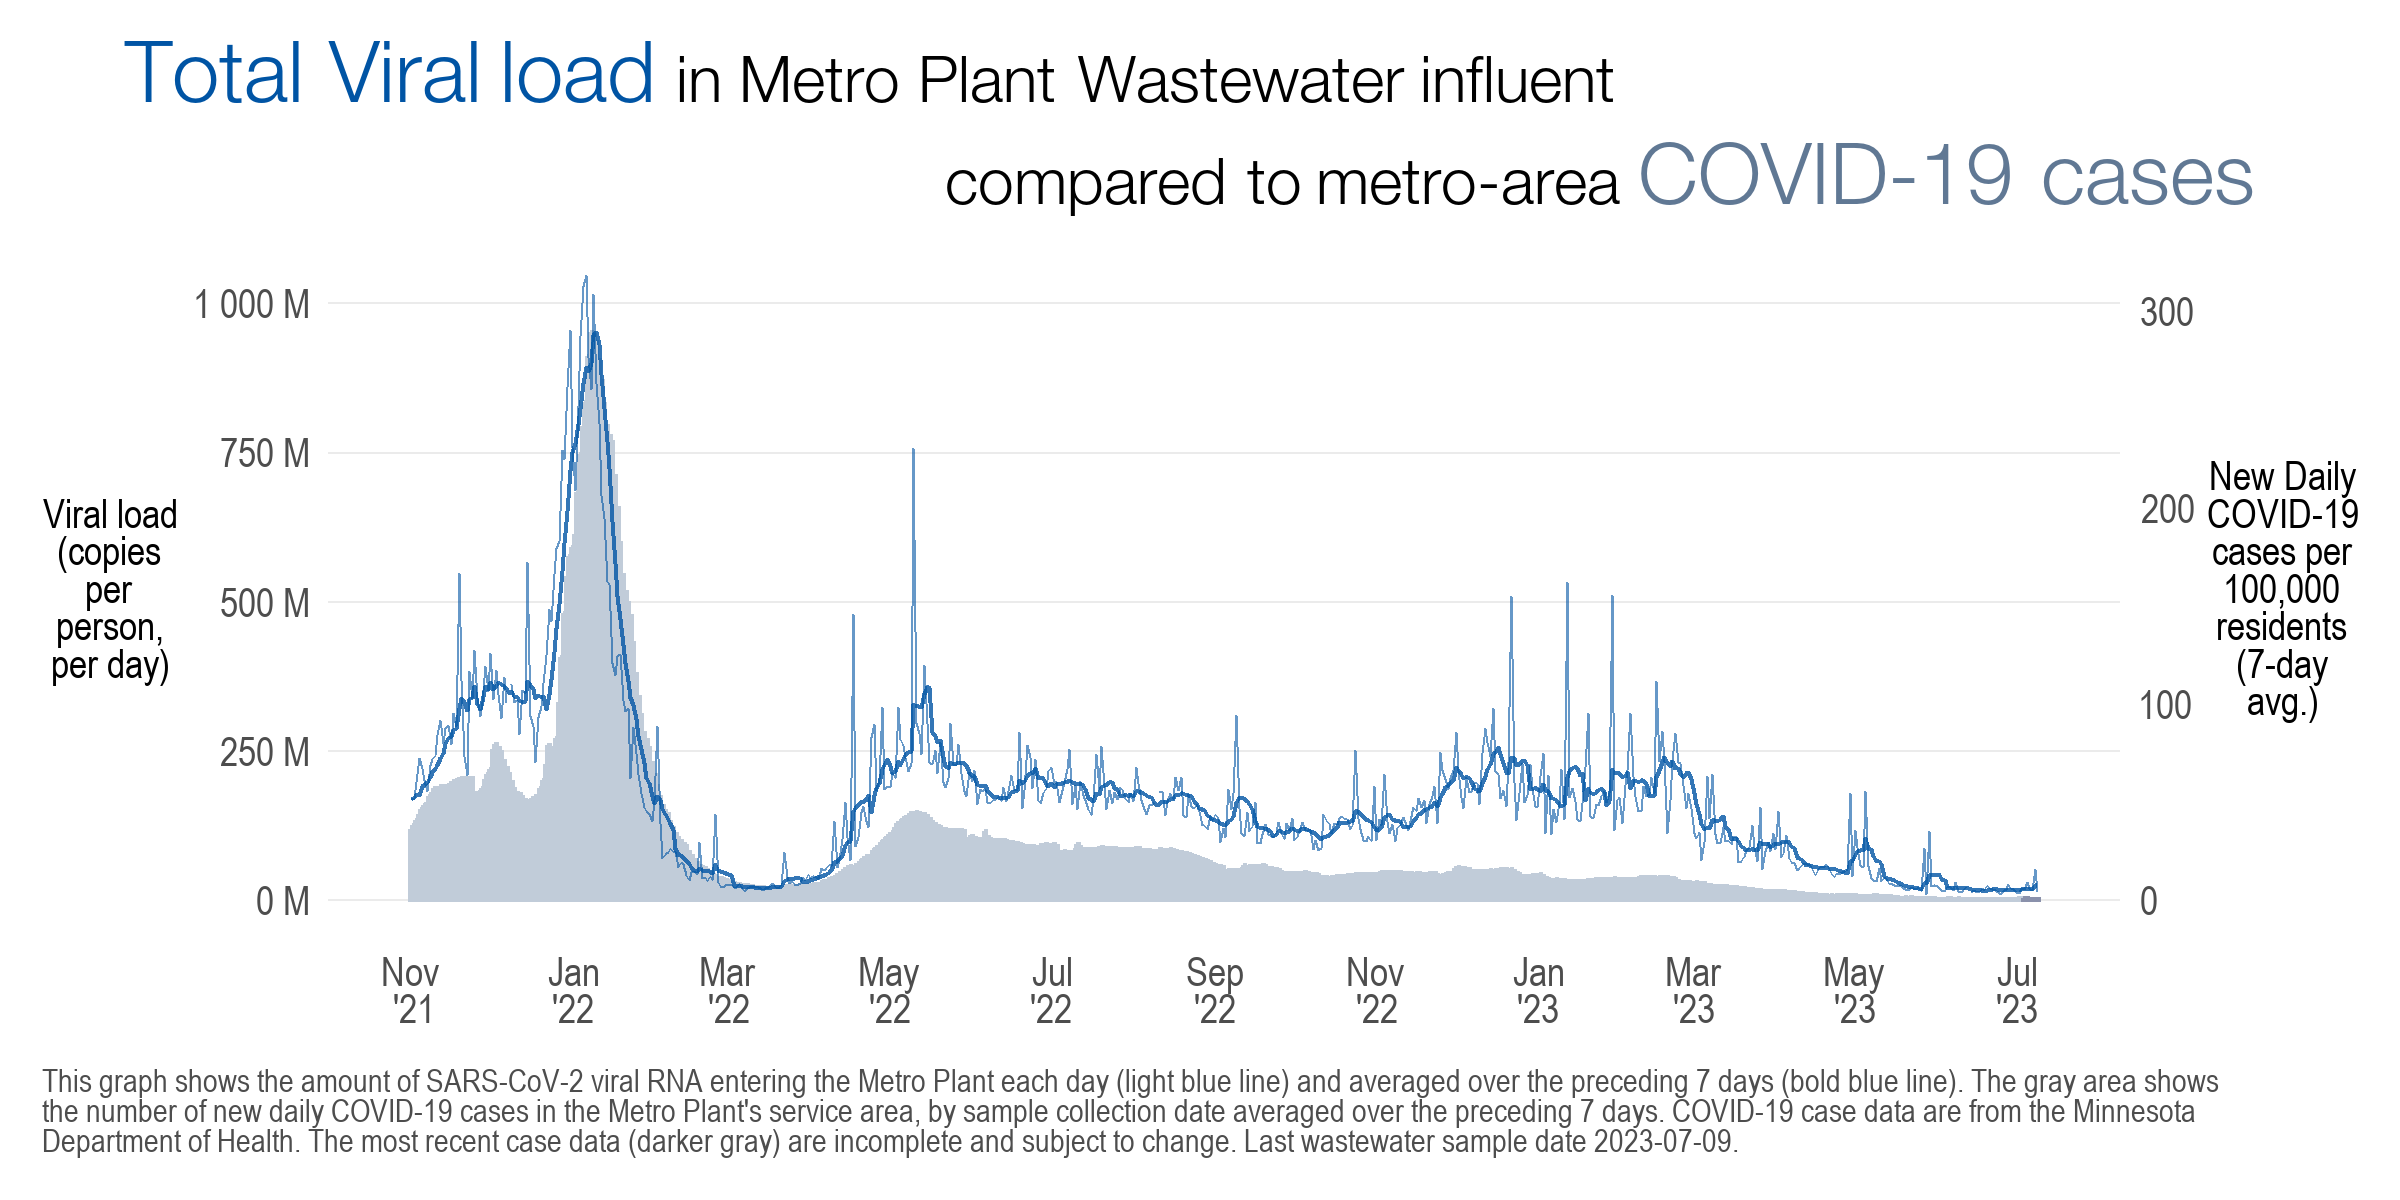 Total Viral load in Metro Plant Wastewater influent
compared to metro-area COVID-19 cases
1 000 M
750 M
500 M
250 M
0 M
Viral load
(copies
per
person,
per day)
300
200
100
0
New Daily
COVID-19
cases per
100,000
residents
(7-day
avg.)
Nov
'21
Jan
'22
Mar
'22
May
'22
Jul
'22
Sep
'22
Nov
'22
Jan
'23
Mar
'23
May
'23
Jul
'23
This graph shows the amount of SARS-CoV-2 viral RNA entering the Metro Plant each day (light blue line) and averaged over the preceding 7 days (bold blue line). The gray area shows
the number of new daily COVID-19 cases in the Metro Plant's service area, by sample collection date averaged over the preceding 7 days. COVID-19 case data are from the Minnesota
Department of Health. The most recent case data (darker gray) are incomplete and subject to change. Last wastewater sample date 2023-07-09.